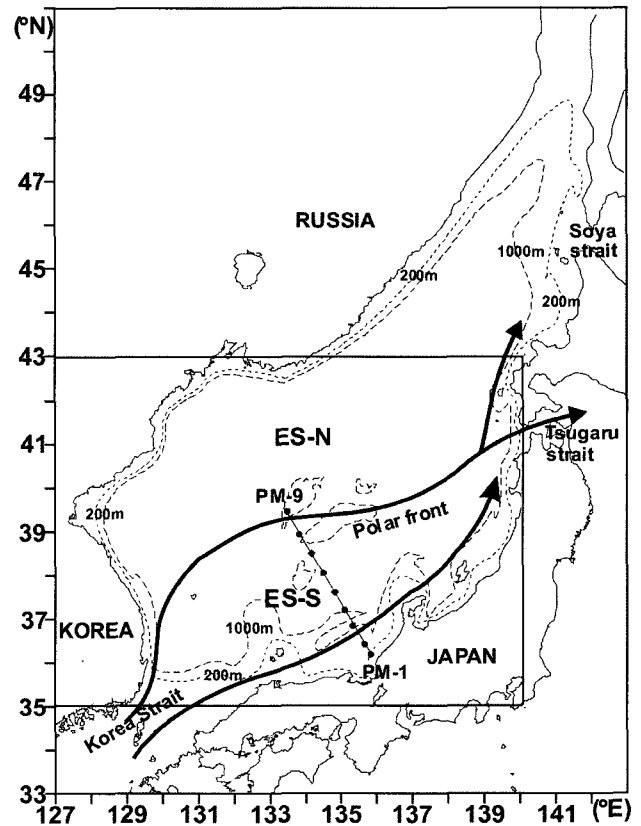 (ºN)
49
47
45
43
41
39
37
35
33
127
129
131
133
135
137
139
141
(ºE)
RUSSIA
Soya
strait
1000m
200m
200m
ES-N
Tsugaru
strait
PM-9
200m
Polar front
ES-S
KOREA
1000m
JAPAN
200m
PM-1
Korea Strait